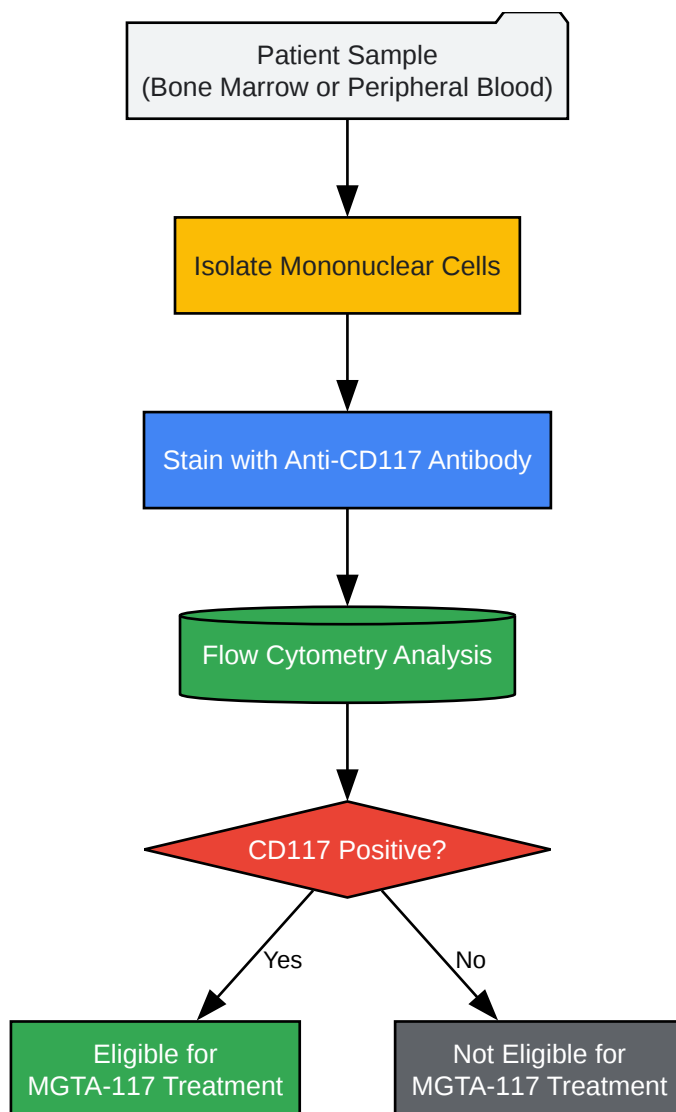 Patient Sample
(Bone Marrow or Peripheral Blood)
Isolate Mononuclear Cells
Stain with Anti-CD117 Antibody
Flow Cytometry Analysis
CD117 Positive?
Yes
No
Eligible for
MGTA-117 Treatment
Not Eligible for
MGTA-117 Treatment